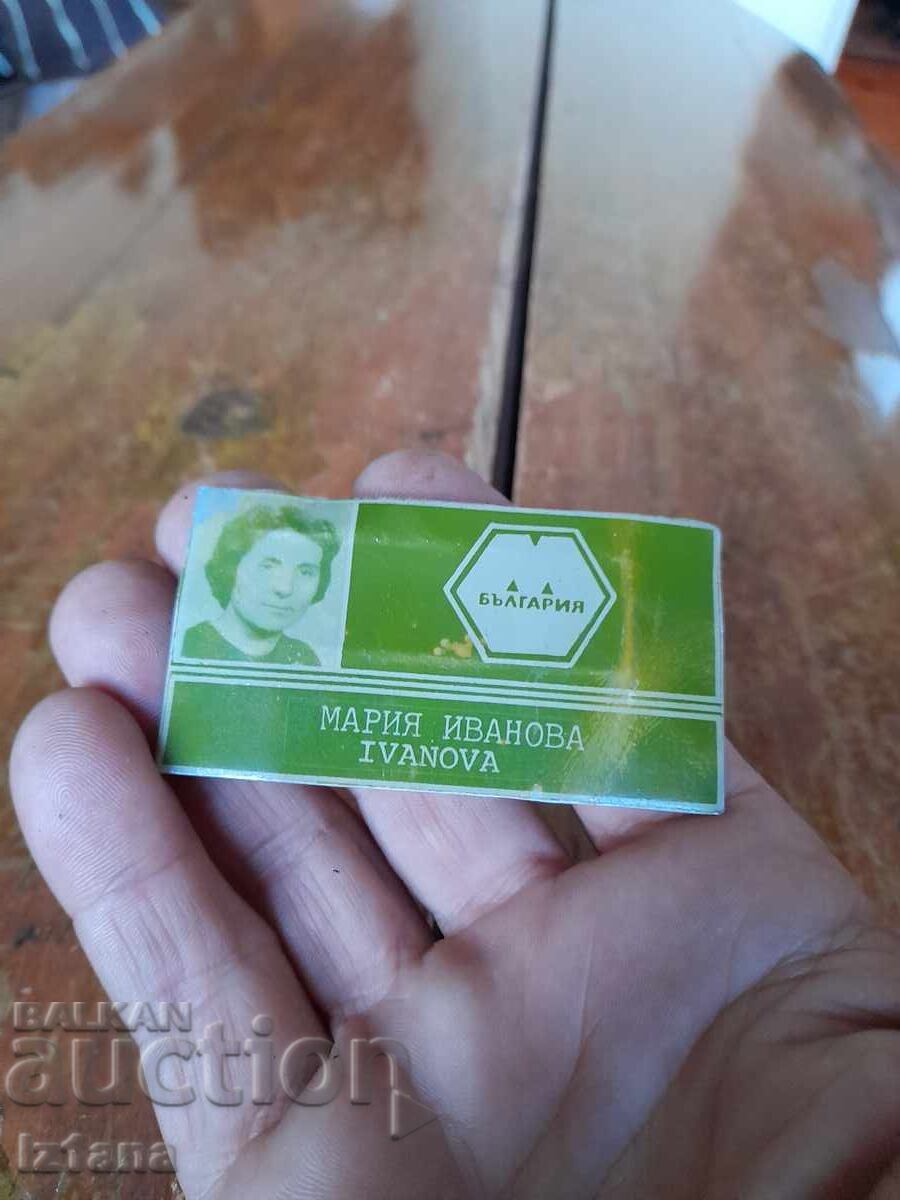 БЪЛГАРИЯ
МАРИЯ ИВАНОВА
IVANOVA
BALKAN
auction
Iztana